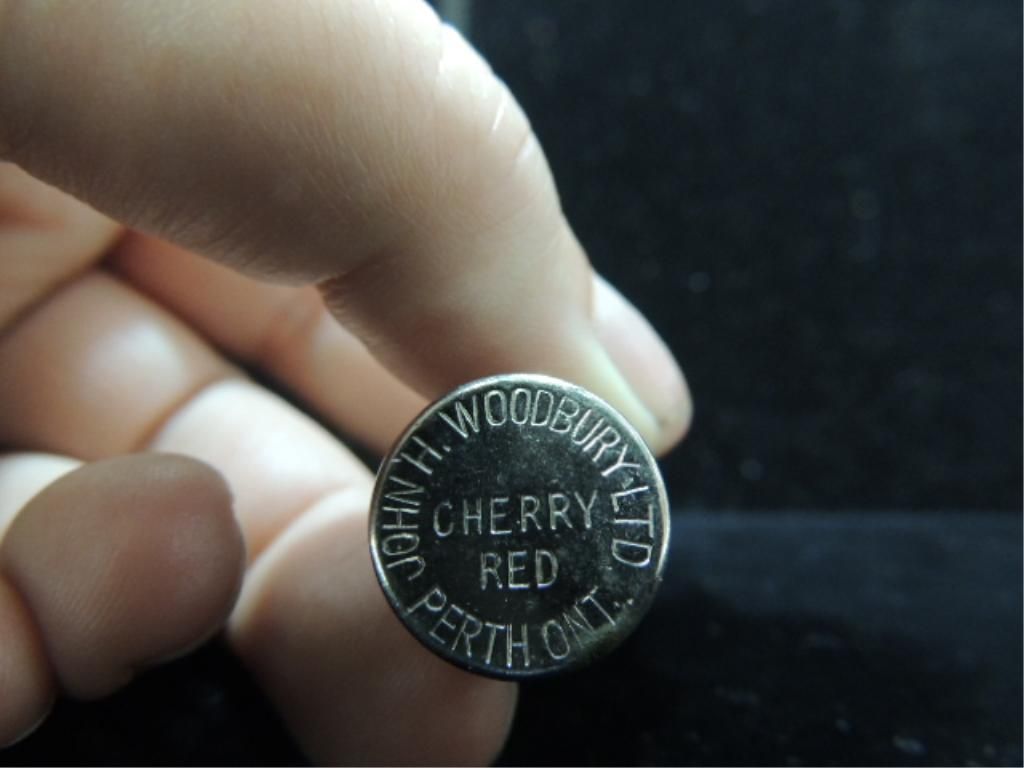 JOHN H. WOODBURY LTD
CHERRY
RED
PERTH ONT.